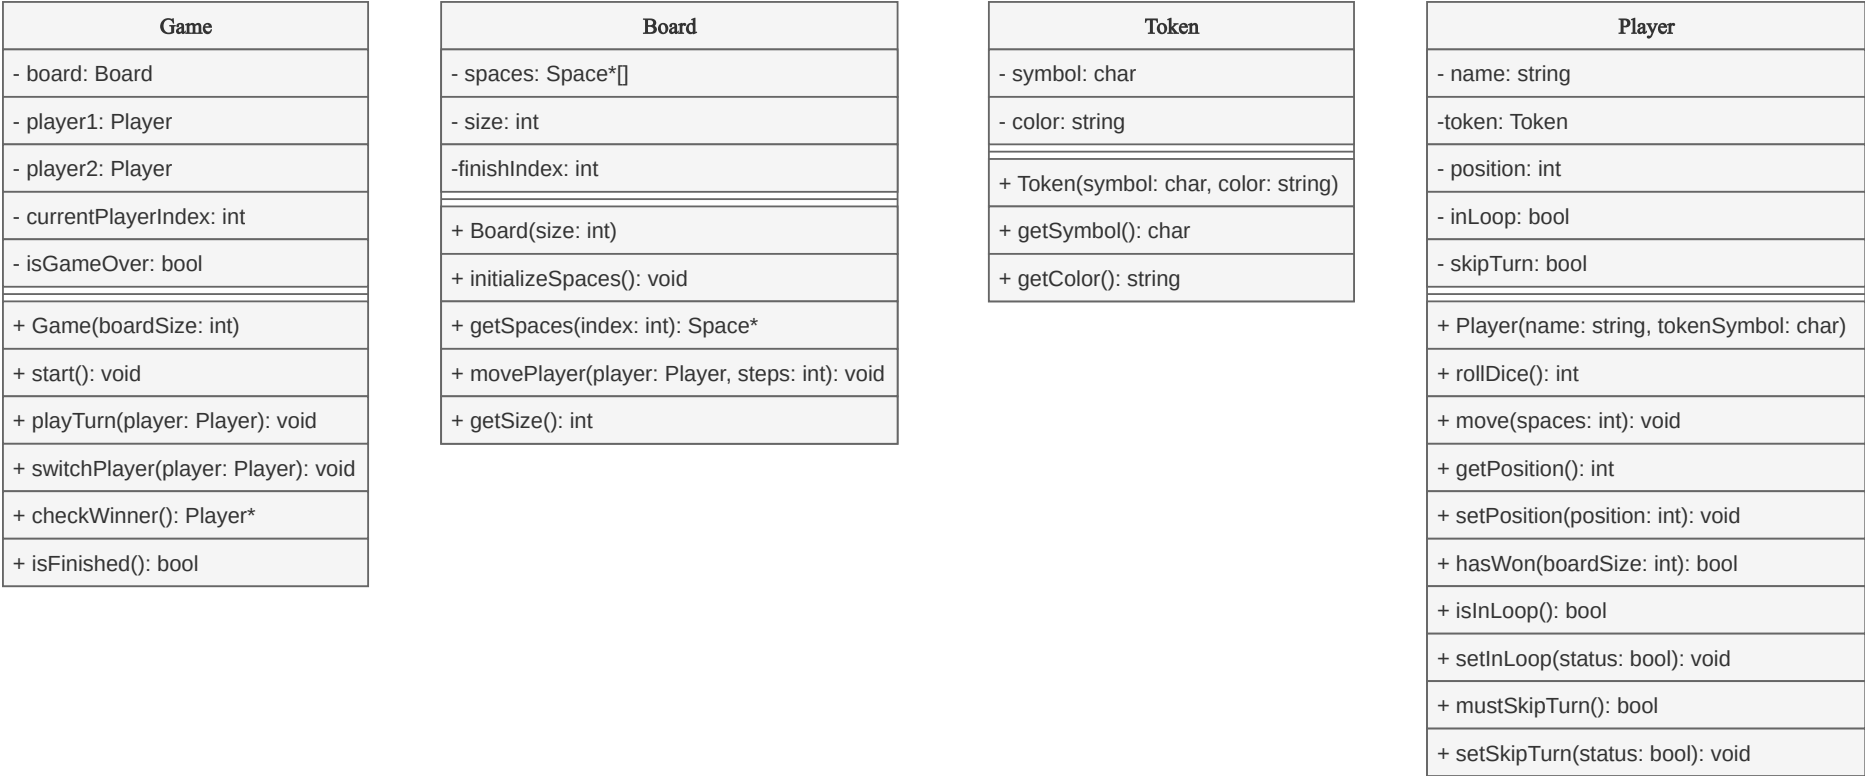 Game
- board: Board
- player1: Player
- player2: Player
- currentPlayerIndex: int
- isGameOver: bool
+ Game(boardSize: int)
+ start(): void
+ playTurn(player: Player): void
+ switchPlayer(player: Player): void
+ checkWinner(): Player*
+ isFinished(): bool
Board
- spaces: Space*[]
- size: int
-finishIndex: int
+ Board(size: int)
+ initializeSpaces(): void
+ getSpaces(index: int): Space*
+ movePlayer(player: Player, steps: int): void
+ getSize(): int
Token
- symbol: char
- color: string
+ Token(symbol: char, color: string)
+ getSymbol(): char
+ getColor(): string
Player
- name: string
-token: Token
- position: int
- inLoop: bool
- skipTurn: bool
+ Player(name: string, tokenSymbol: char)
+ rollDice(): int
+ move(spaces: int): void
+ getPosition(): int
+ setPosition(position: int): void
+ hasWon(boardSize: int): bool
+ isInLoop(): bool
+ setInLoop(status: bool): void
+ mustSkipTurn(): bool
+ setSkipTurn(status: bool): void